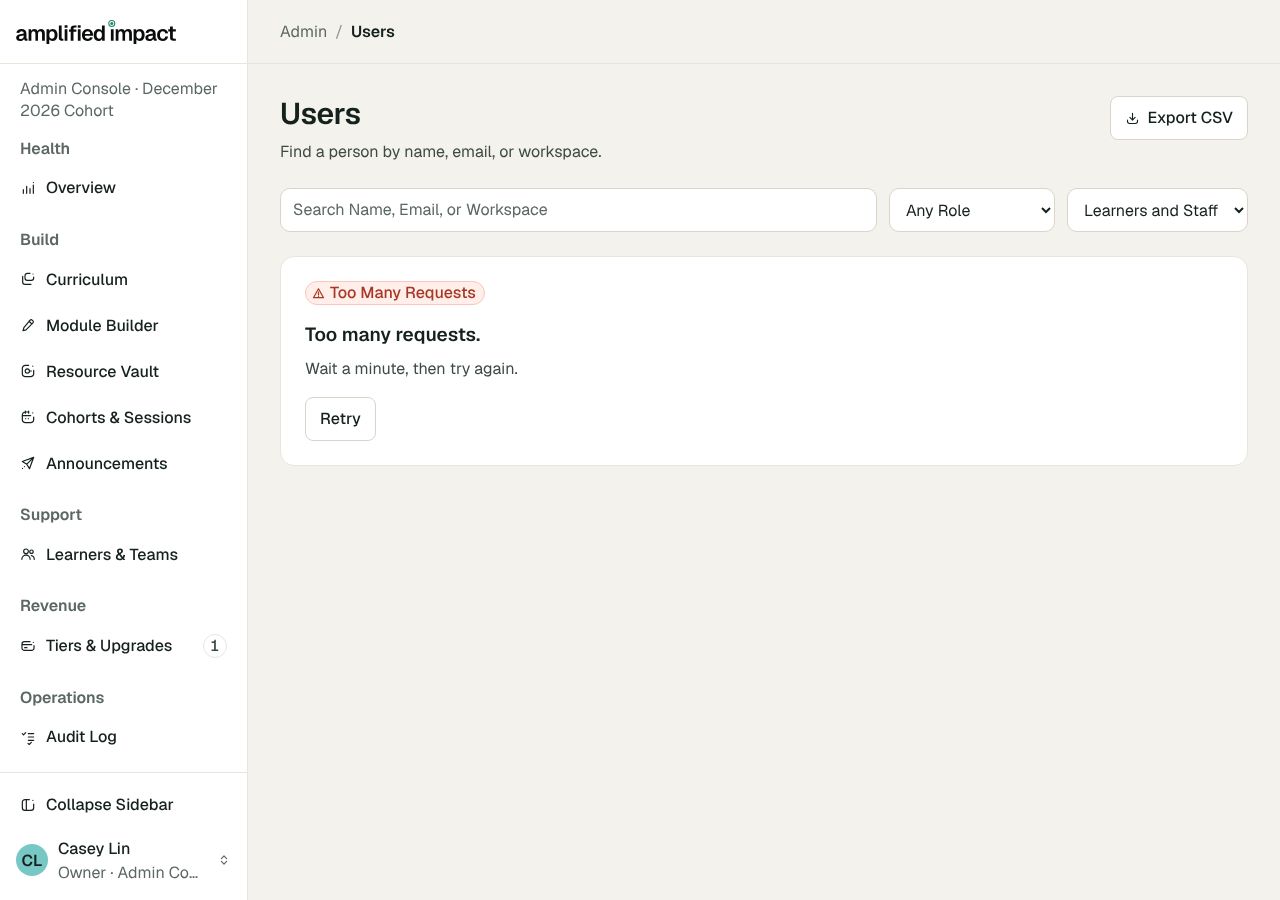 amplified impact
Admin / Users
Admin Console · December
2026 Cohort
Health
Overview
Build
Curriculum
Module Builder
Resource Vault
Cohorts & Sessions
Announcements
Support
Learners & Teams
Revenue
Tiers & Upgrades 1
Operations
Audit Log
Collapse Sidebar
CL
Casey Lin
Owner · Admin Co...
Users
Export CSV
Find a person by name, email, or workspace.
Search Name, Email, or Workspace
Any Role
Learners and Staff
Too Many Requests
Too many requests.
Wait a minute, then try again.
Retry